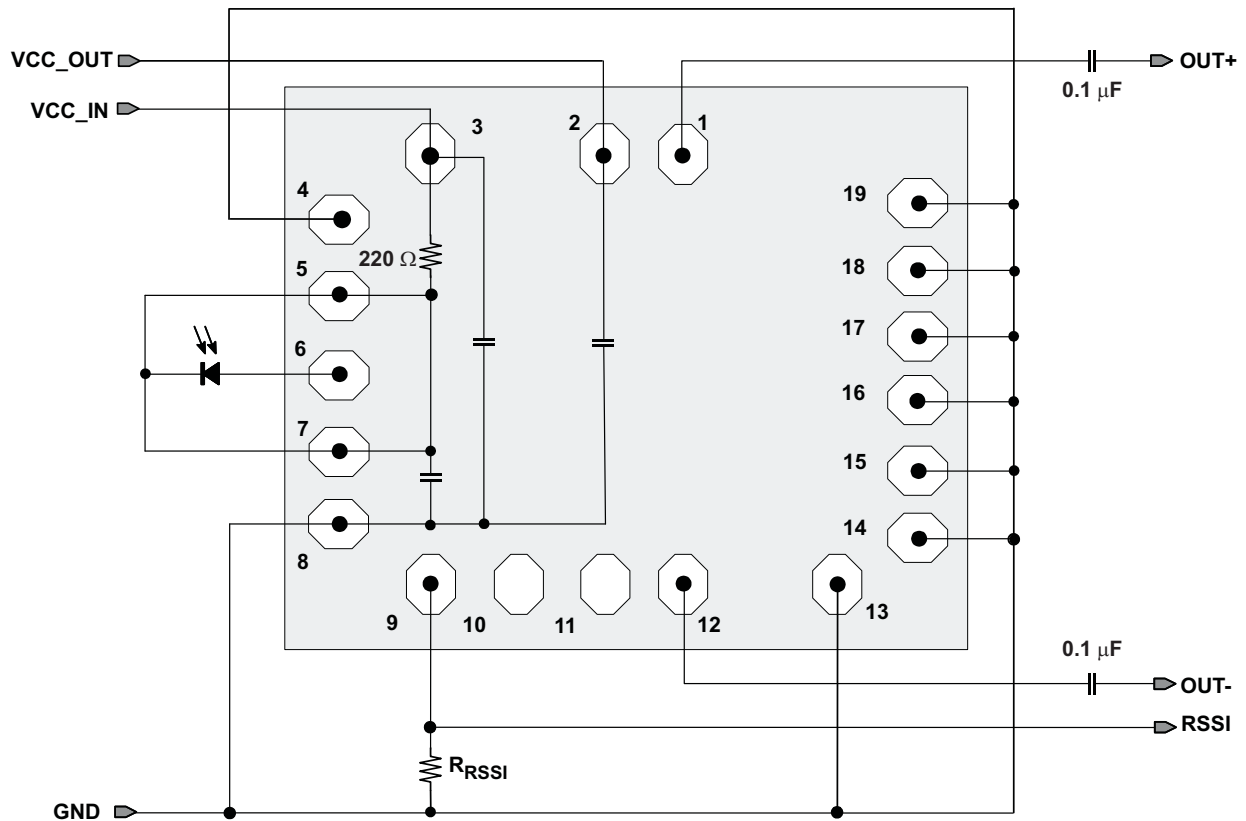 VCC_OUT
OUT+
0.1 μF
VCC_IN
3
2
1
4
19
220 Ω
18
5
17
6
16
7
15
14
8
9
10
11
12
13
0.1 μF
OUT-
RSSI
RRSSI
GND